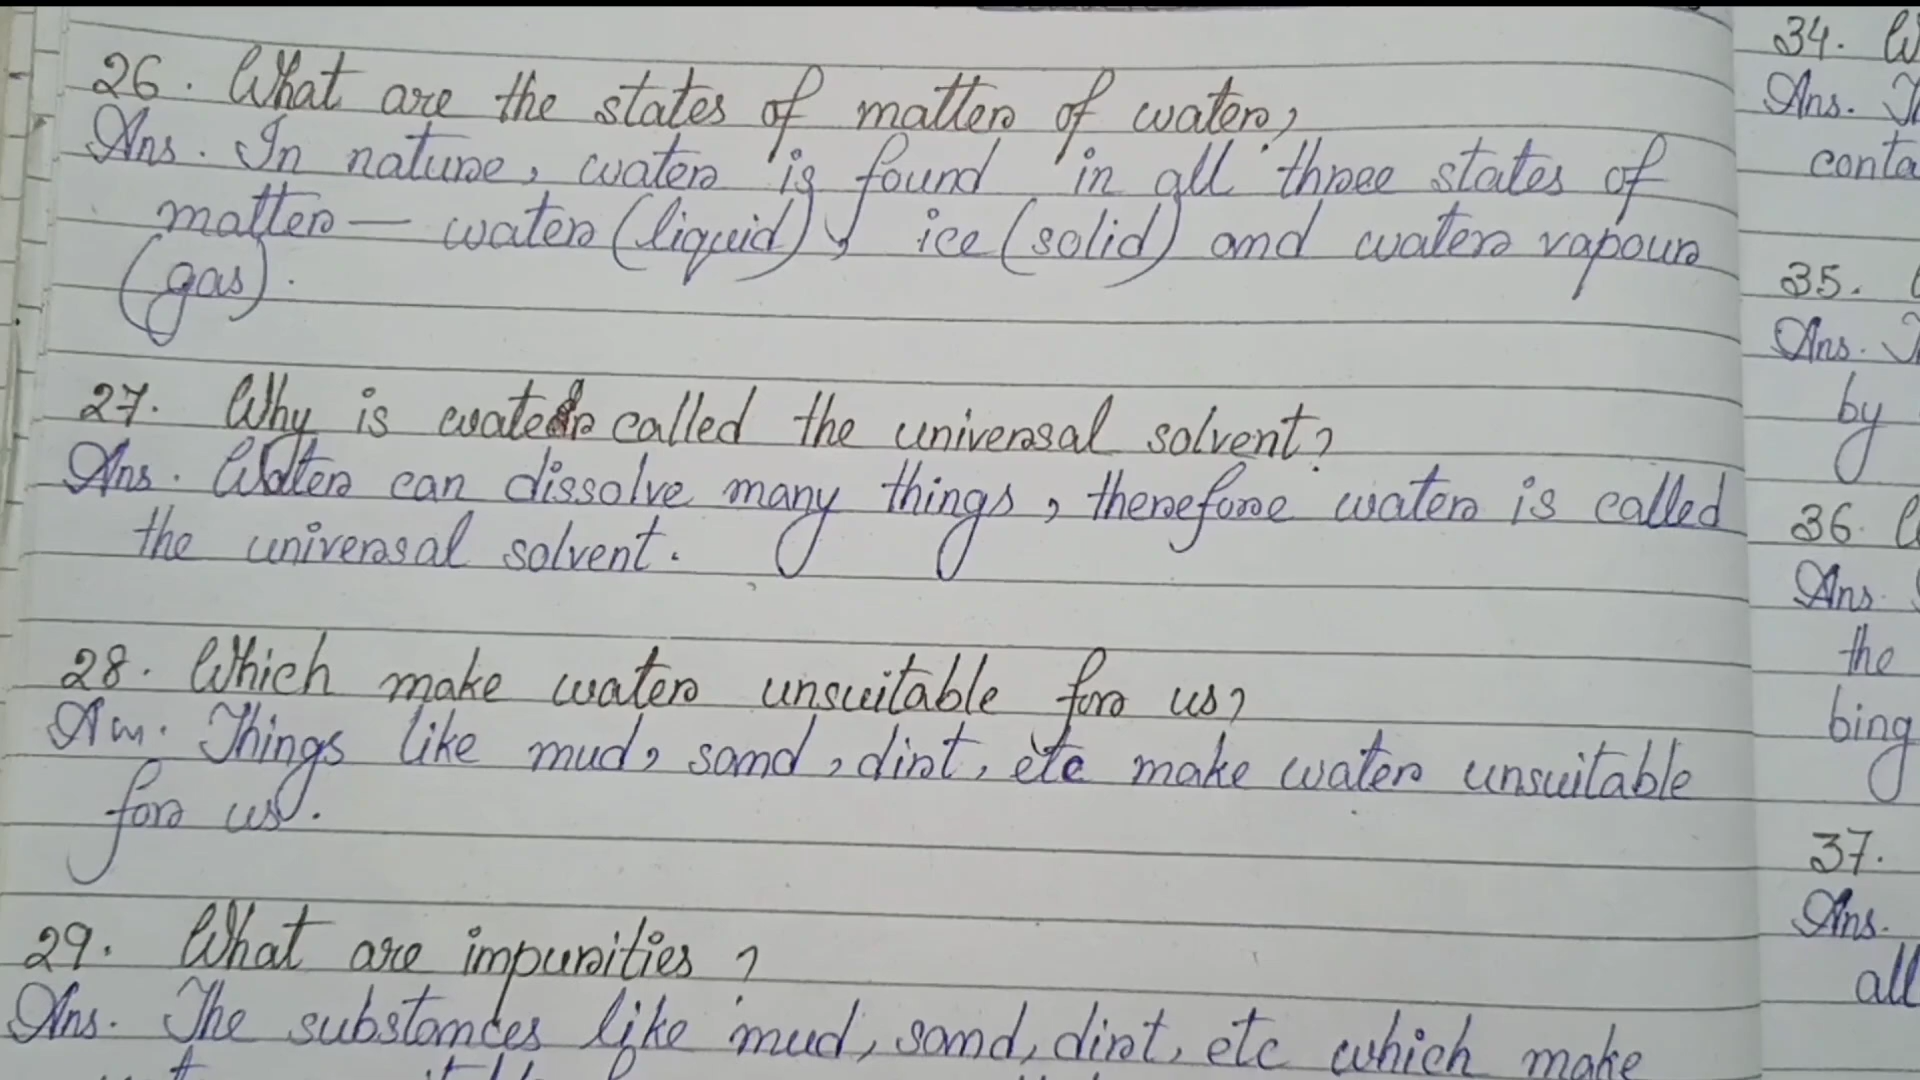 26. What are the states of matter of water?
Ans. In nature, water is found in all three states of
matter — water (liquid), ice (solid) and water vapour
(gas).
27. Why is water called the universal solvent?
Ans. Water can dissolve many things, therefore water is called
the universal solvent.
28. Which make water unsuitable for us?
Ans. Things like mud, sand, dirt, etc make water unsuitable
for us.
29. What are impurities?
Ans. The substances like mud, sand, dirt, etc which make
34.
Ans.
conta
35.
Ans.
by
36.
Ans.
the
bing
37.
Ans.
all